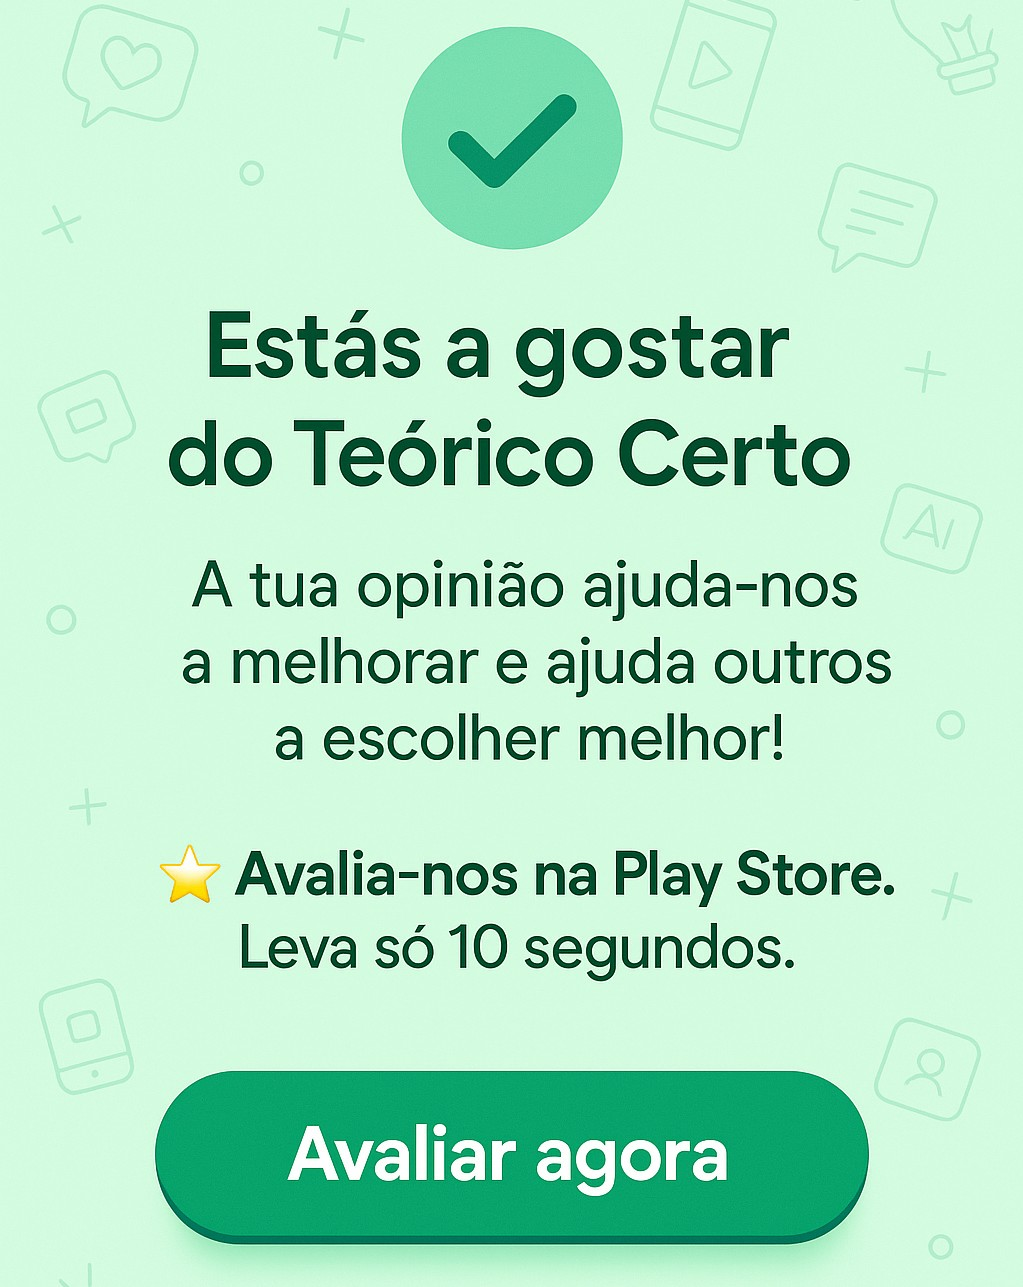 Estás a gostar
do Teórico Certo
A tua opinião ajuda-nos
a melhorar e ajuda outros
a escolher melhor!
⭐ Avalia-nos na Play Store.
Leva só 10 segundos.
Avaliar agora
AI